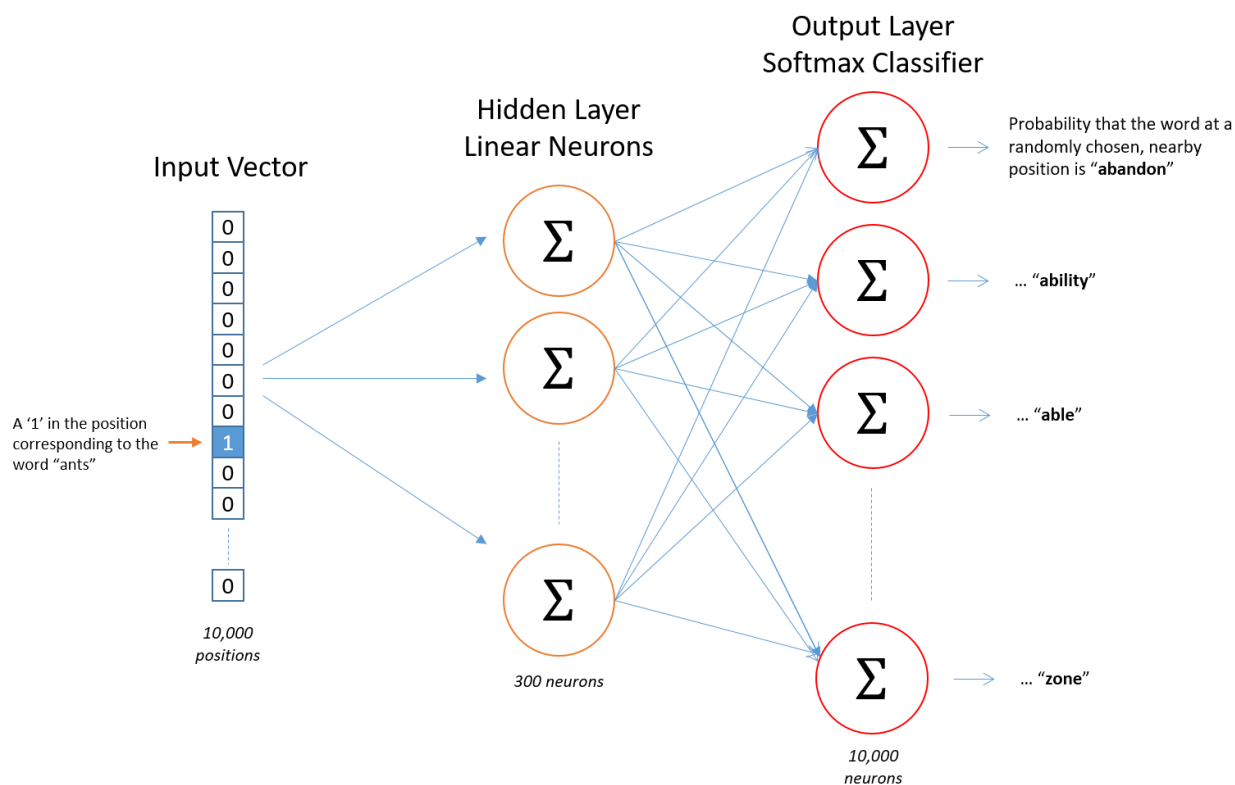 Output Layer
Softmax Classifier
Hidden Layer
Linear Neurons
Input Vector
0
0
0
0
0
0
0
1
0
0
0
A ‘1’ in the position
corresponding to the
word “ants”
10,000
positions
Σ
Σ
Σ
300 neurons
Σ
Σ
Σ
Σ
10,000
neurons
Probability that the word at a
randomly chosen, nearby
position is “abandon”
... “ability”
... “able”
... “zone”